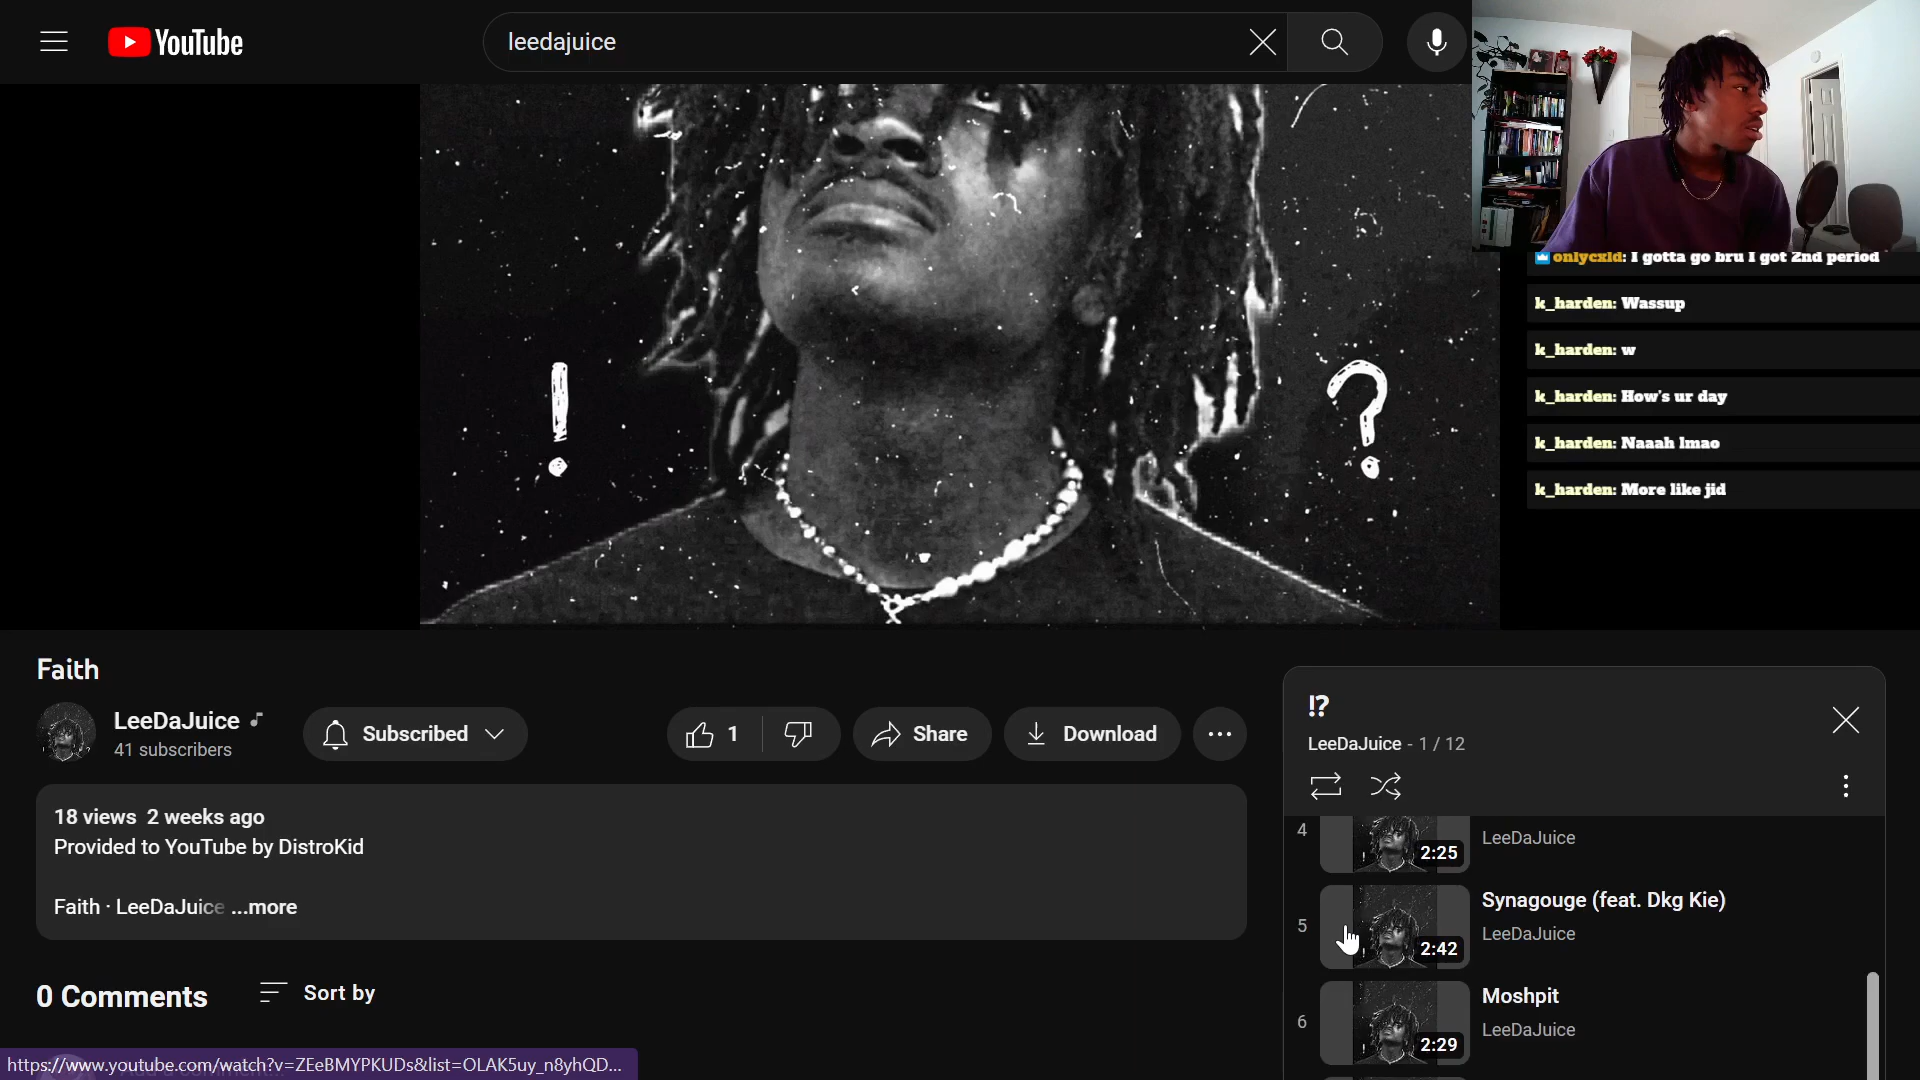 YouTube
leedajuice
onlycxld: I gotta go bru I got 2nd period
k_harden: Wassup
k_harden: w
k_harden: How's ur day
k_harden: Naaah lmao
k_harden: More like jid
! ?
Faith
LeeDaJuice
41 subscribers
Subscribed
1
Share
Download
18 views 2 weeks ago
Provided to YouTube by DistroKid
Faith · LeeDaJuice ...more
0 Comments
Sort by
!?
LeeDaJuice - 1 / 12
4
2:25
LeeDaJuice
5
2:42
Synagouge (feat. Dkg Kie)
LeeDaJuice
6
2:29
Moshpit
LeeDaJuice
https://www.youtube.com/watch?v=ZEeBMYPKUDs&list=OLAK5uy_n8yhQD...